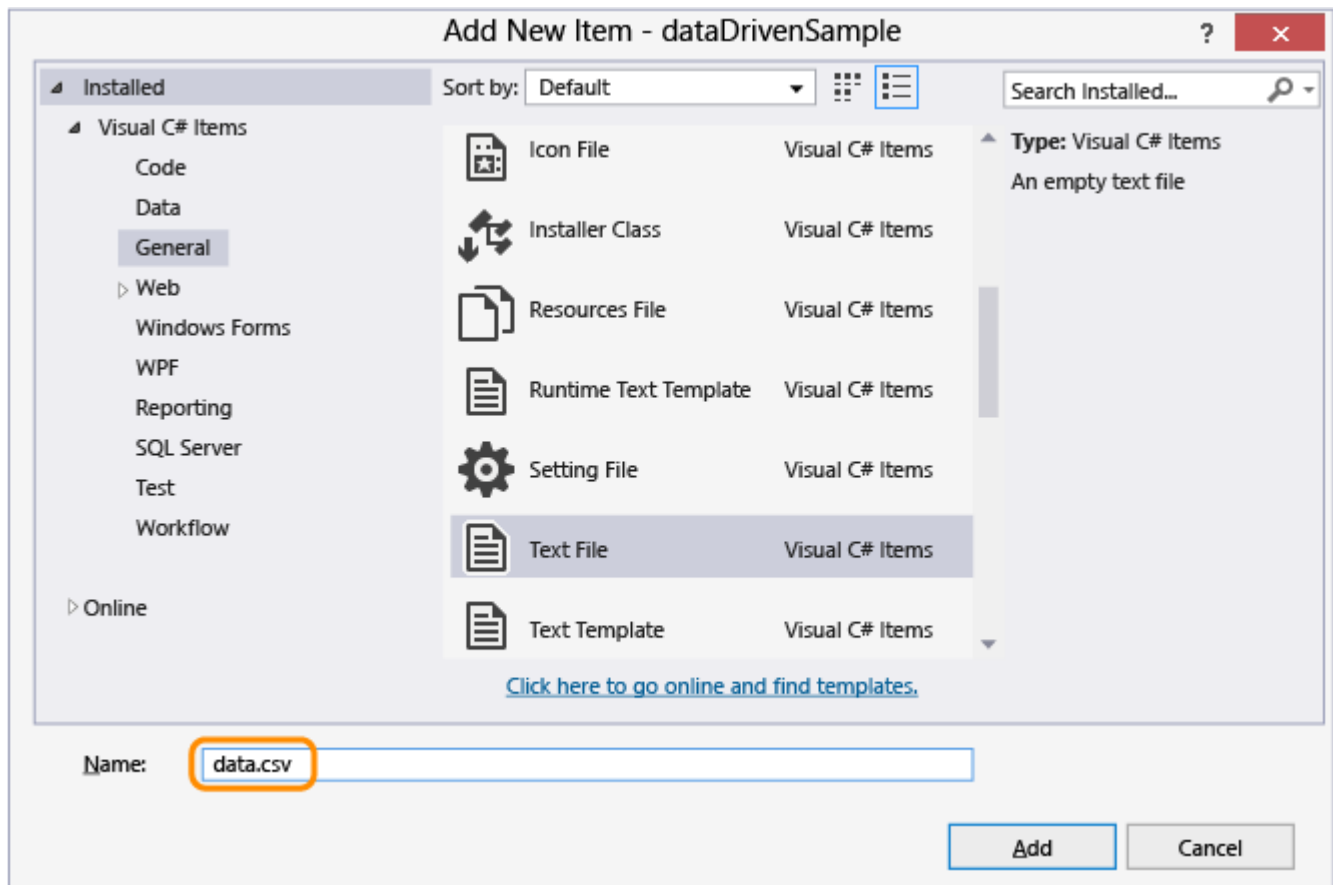 Add New Item - dataDrivenSample
?
Installed
Visual C# Items
Code
Data
General
Web
Windows Forms
WPF
Reporting
SQL Server
Test
Workflow
Online
Sort by: Default
Icon File Visual C# Items
Installer Class Visual C# Items
Resources File Visual C# Items
Runtime Text Template Visual C# Items
Setting File Visual C# Items
Text File Visual C# Items
Text Template Visual C# Items
Click here to go online and find templates.
Search Installed...
Type: Visual C# Items
An empty text file
Name: data.csv
Add Cancel